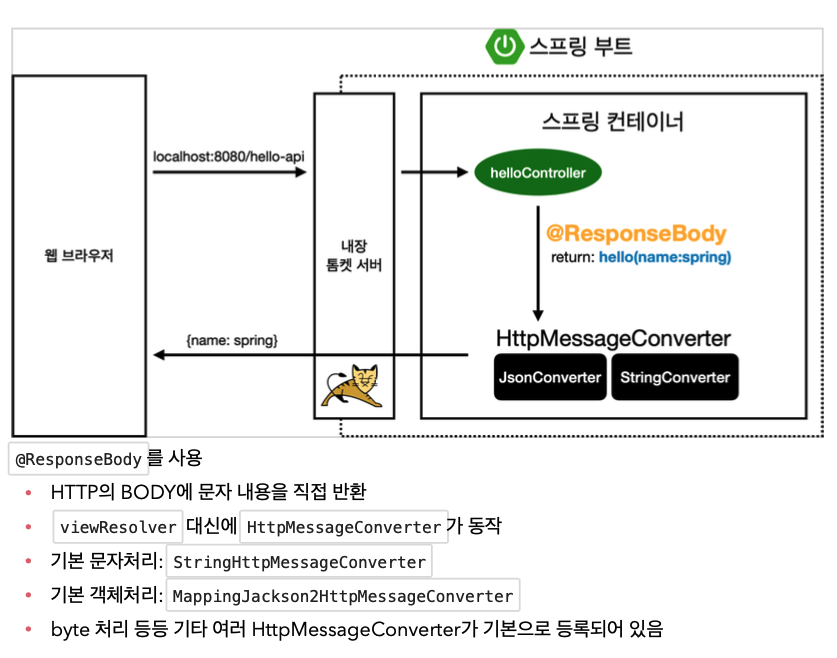 스프링 부트
스프링 컨테이너
localhost:8080/hello-api
helloController
웹 브라우저
내장
톰켓 서버
@ResponseBody
return: hello(name:spring)
{name: spring}
HttpMessageConverter
JsonConverter
StringConverter
@ResponseBody 를 사용
• HTTP의 BODY에 문자 내용을 직접 반환
• viewResolver 대신에 HttpMessageConverter 가 동작
• 기본 문자처리: StringHttpMessageConverter
• 기본 객체처리: MappingJackson2HttpMessageConverter
• byte 처리 등등 기타 여러 HttpMessageConverter가 기본으로 등록되어 있음